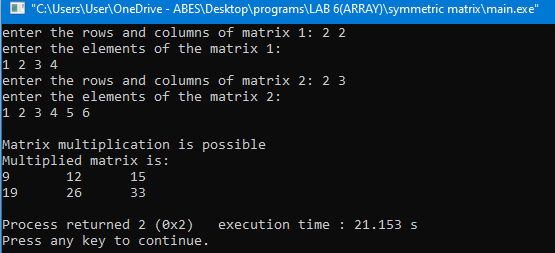 "C:\Users\User\OneDrive - ABES\Desktop\programs\LAB 6(ARRAY)\symmetric matrix\main.exe"
enter the rows and columns of matrix 1: 2 2
enter the elements of the matrix 1:
1 2 3 4
enter the rows and columns of matrix 2: 2 3
enter the elements of the matrix 2:
1 2 3 4 5 6
Matrix multiplication is possible
Multiplied matrix is:
9 12 15
19 26 33
Process returned 2 (0x2) execution time : 21.153 s
Press any key to continue.